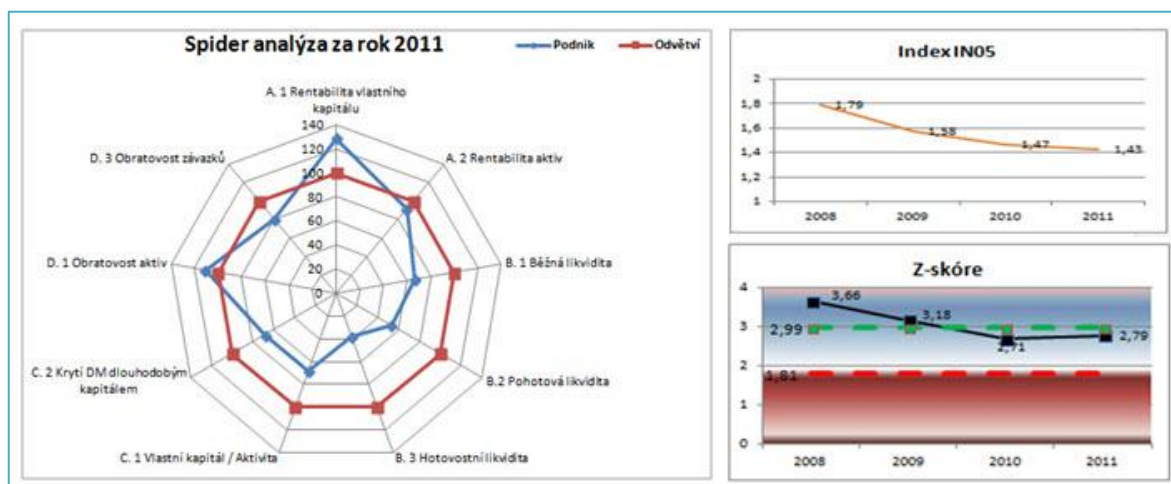 Spider analýza za rok 2011
Podnik
Odvětví
A. 1 Rentabilita vlastního
kapitálu
A. 2 Rentabilita aktiv
B. 1 Běžná likvidita
B.2 Pohotová likvidita
B. 3 Hotovostní likvidita
C. 1 Vlastní kapitál / Aktivita
C. 2 Krytí DM dlouhodobým
kapitálem
D. 1 Obratovost aktiv
D. 3 Obratovost závazků
140
120
100
80
60
40
20
0
Index IN05
2
1,8
1,6
1,4
1,2
1
1,79
1,58
1,47
1,43
2008
2009
2010
2011
Z-skóre
4
3
2
1
0
3,66
3,18
2,99
2,71
2,79
1,81
2008
2009
2010
2011